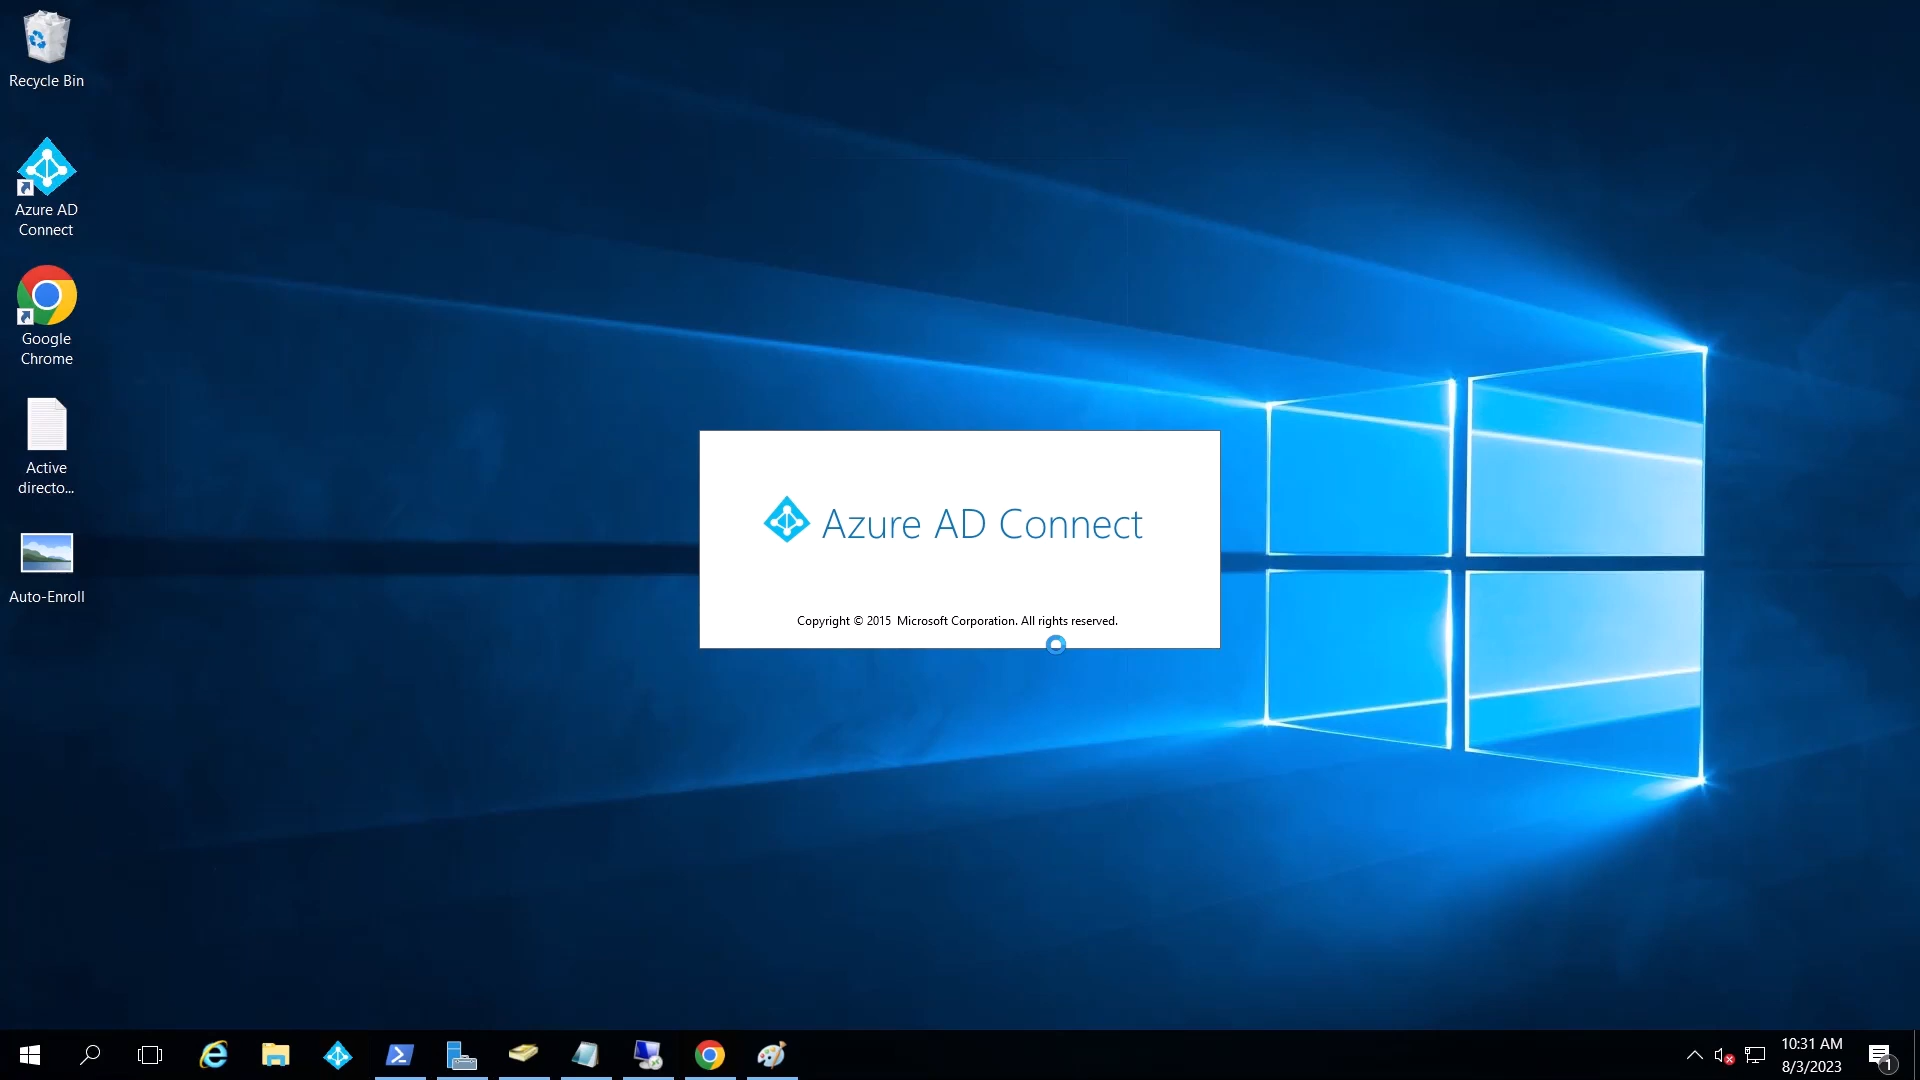 Recycle Bin
Azure AD
Connect
Google
Chrome
Active
directo...
Auto-Enroll
Azure AD Connect
Copyright © 2015 Microsoft Corporation. All rights reserved.
10:31 AM
8/3/2023
1